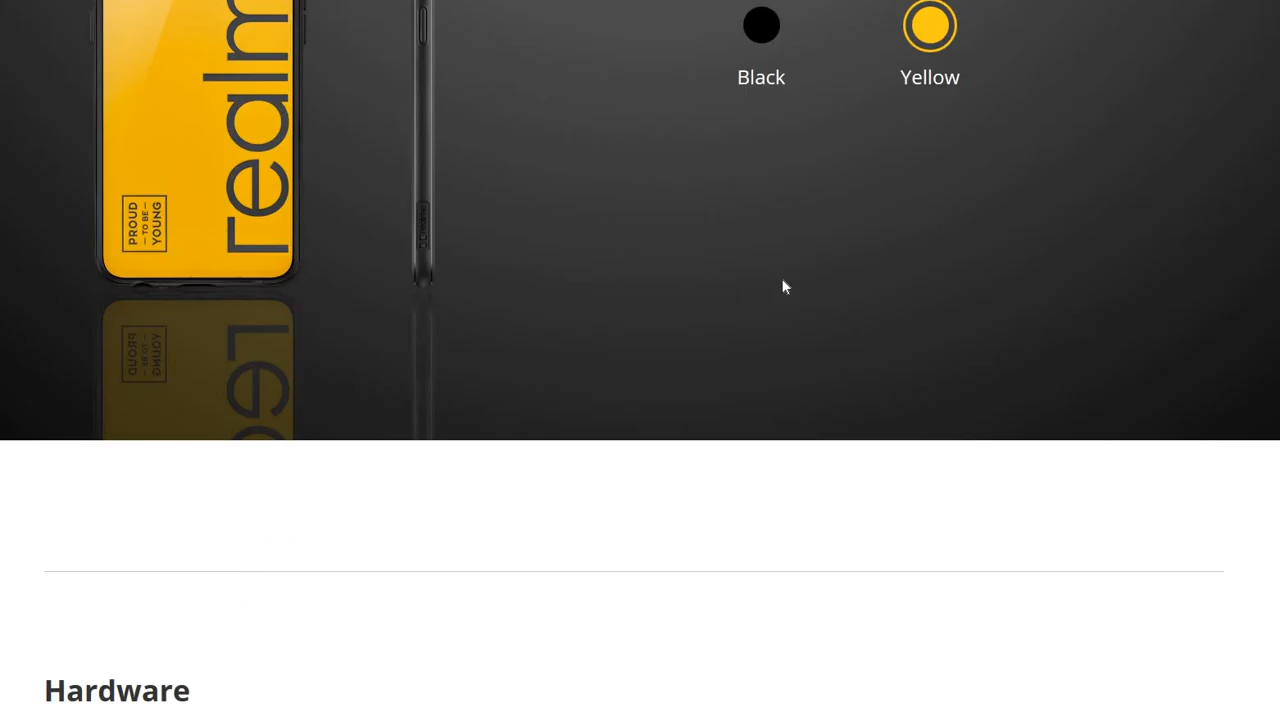 Black
Yellow
realm
PROUD
— TO BE —
YOUNG
Hardware